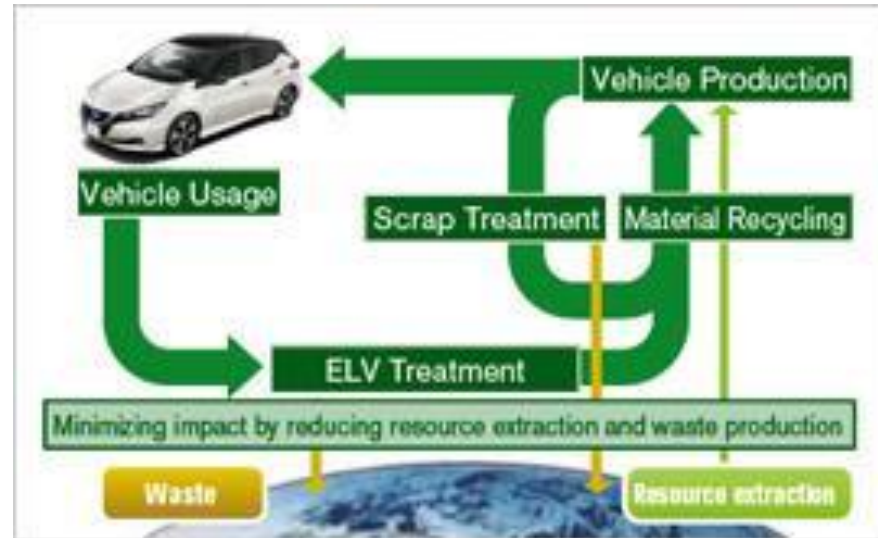 Vehicle Production
Vehicle Usage
Scrap Treatment
Material Recycling
ELV Treatment
Minimizing impact by reducing resource extraction and waste production
Waste
Resource extraction